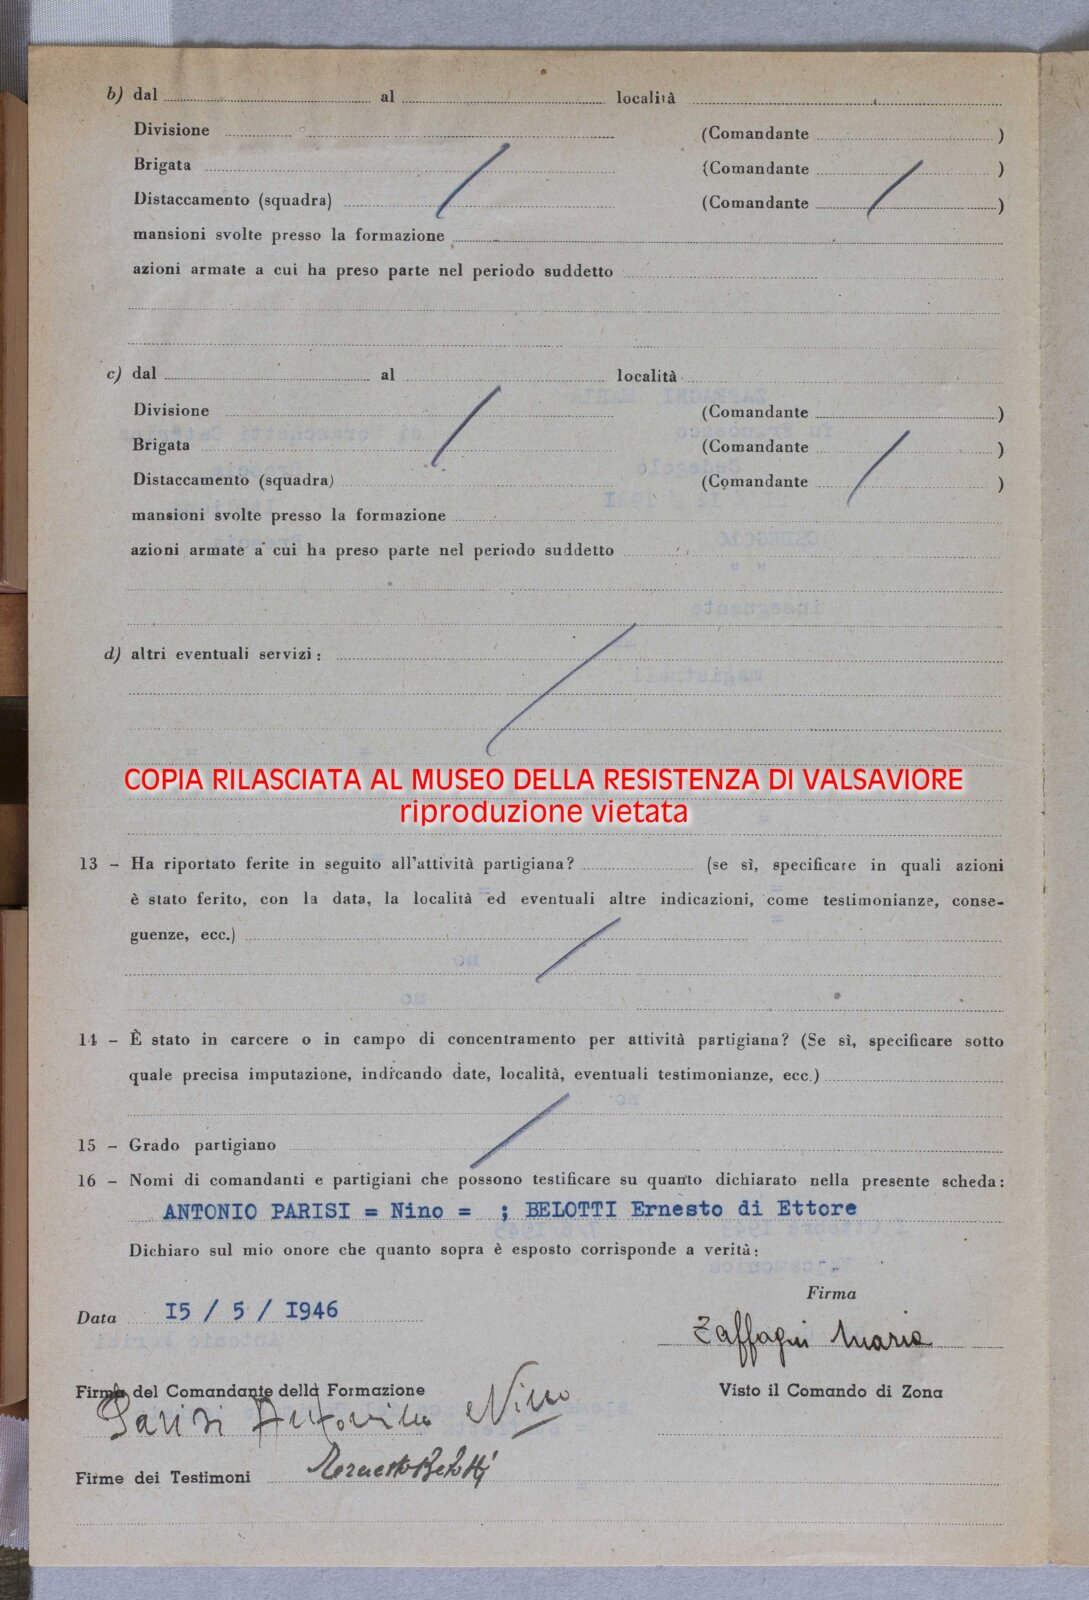 b) dal al località
Divisione (Comandante )
Brigata (Comandante )
Distaccamento (squadra) (Comandante )
mansioni svolte presso la formazione
azioni armate a cui ha preso parte nel periodo suddetto
c) dal al località
Divisione (Comandante )
Brigata (Comandante )
Distaccamento (squadra) (Comandante )
mansioni svolte presso la formazione
azioni armate a cui ha preso parte nel periodo suddetto
d) altri eventuali servizi :
COPIA RILASCIATA AL MUSEO DELLA RESISTENZA DI VALSAVIORE
riproduzione vietata
13 – Ha riportato ferite in seguito all'attività partigiana? (se sì, specificare in quali azioni
è stato ferito, con la data, la località ed eventuali altre indicazioni, come testimonianze, conse-
guenze, ecc.)
14 – È stato in carcere o in campo di concentramento per attività partigiana? (Se sì, specificare sotto
quale precisa imputazione, indicando date, località, eventuali testimonianze, ecc.)
15 – Grado partigiano
16 – Nomi di comandanti e partigiani che possono testificare su quanto dichiarato nella presente scheda:
ANTONIO PARISI = Nino = ; BELOTTI Ernesto di Ettore
Dichiaro sul mio onore che quanto sopra è esposto corrisponde a verità:
Firma
Data I5 / 5 / I946
Zaffagni Maria
Firma del Comandante della Formazione Visto il Comando di Zona
Parisi Antonino Nino
Firme dei Testimoni Ernesto Belotti